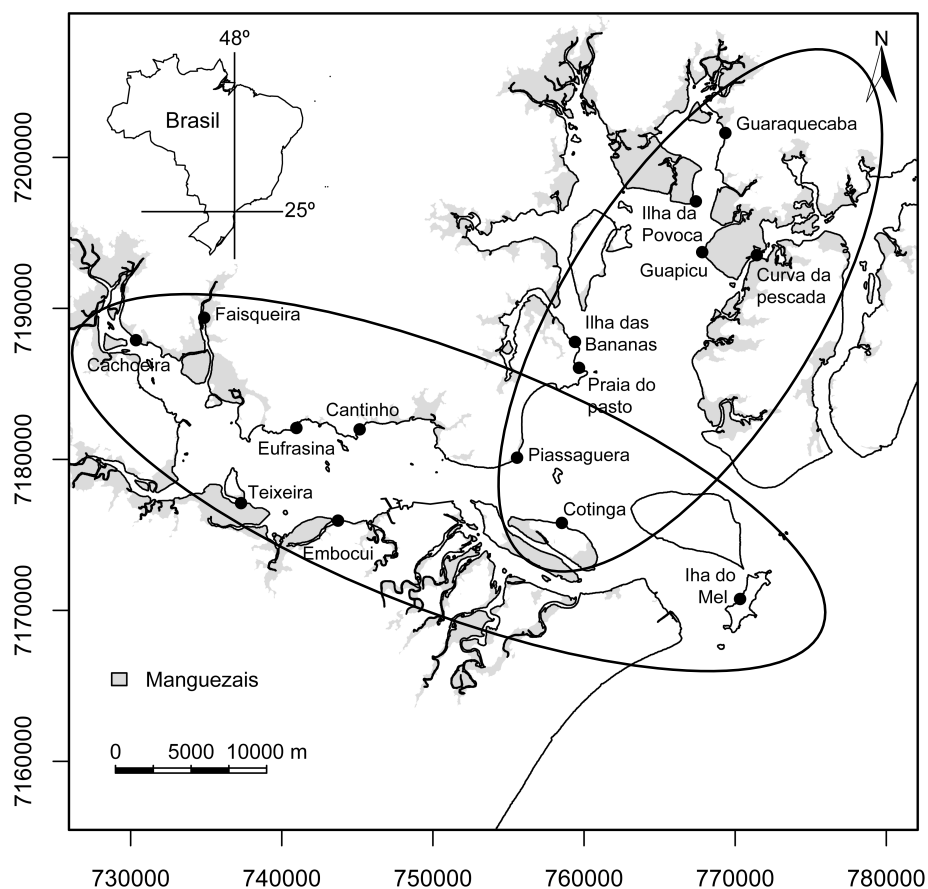 48º
N
Brasil
25º
Guaraquecaba
Ilha da
Povoca
Guapicu
Curva da
pescada
Faisqueira
Cachoeira
Ilha das
Bananas
Praia do
pasto
Cantinho
Eufrasina
Piassaguera
Teixeira
Cotinga
Embocui
Iha do
Mel
Manguezais
0 5000 10000 m
7200000
7190000
7180000
7170000
7160000
730000 740000 750000 760000 770000 780000